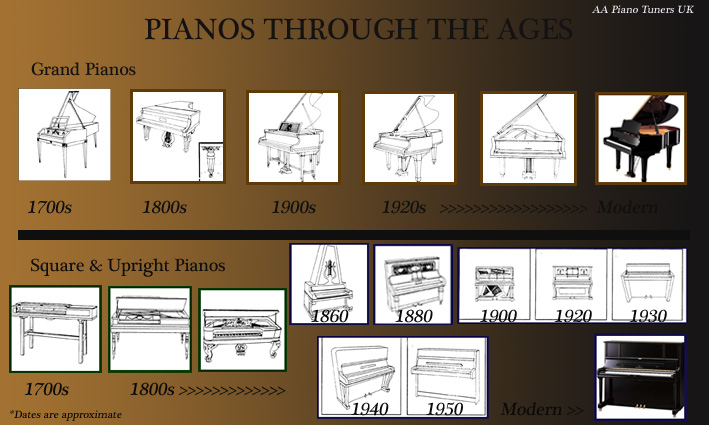 AA Piano Tuners UK
PIANOS THROUGH THE AGES
Grand Pianos
1700s 1800s 1900s 1920s >>>>>>>>>>>>>>>>>> Modern
Square & Upright Pianos
1860 1880 1900 1920 1930
1700s 1800s >>>>>>>>>>>>>
1940 1950 Modern >>
*Dates are approximate